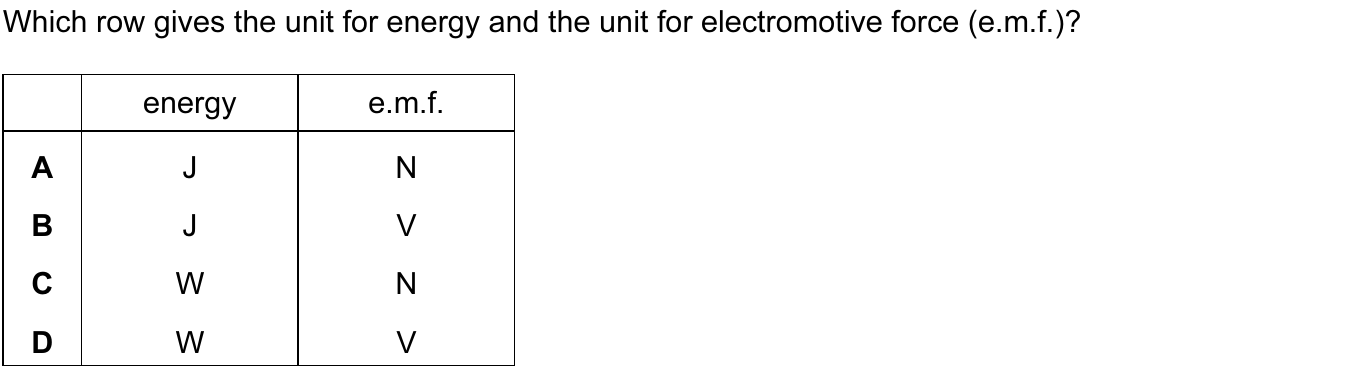 Which row gives the unit for energy and the unit for electromotive force (e.m.f.)?
energy e.m.f.
A J N
B J V
C W N
D W V